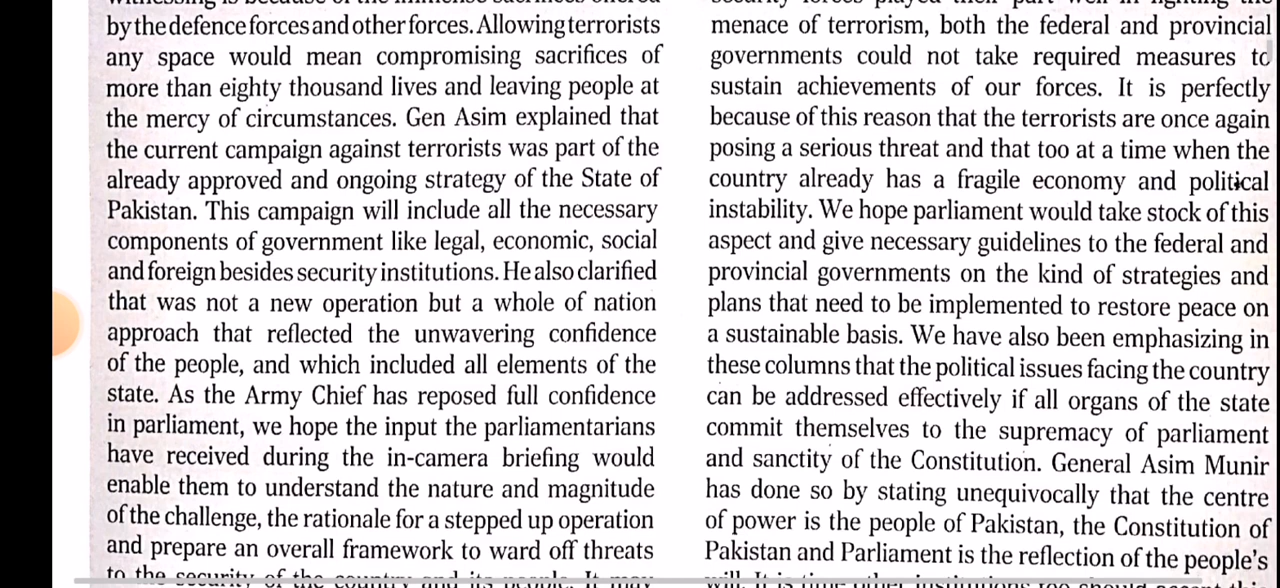 by the defence forces and other forces. Allowing terrorists
any space would mean compromising sacrifices of
more than eighty thousand lives and leaving people at
the mercy of circumstances. Gen Asim explained that
the current campaign against terrorists was part of the
already approved and ongoing strategy of the State of
Pakistan. This campaign will include all the necessary
components of government like legal, economic, social
and foreign besides security institutions. He also clarified
that was not a new operation but a whole of nation
approach that reflected the unwavering confidence
of the people, and which included all elements of the
state. As the Army Chief has reposed full confidence
in parliament, we hope the input the parliamentarians
have received during the in-camera briefing would
enable them to understand the nature and magnitude
of the challenge, the rationale for a stepped up operation
and prepare an overall framework to ward off threats
to the security of the country and its people. It may
menace of terrorism, both the federal and provincial
governments could not take required measures to
sustain achievements of our forces. It is perfectly
because of this reason that the terrorists are once again
posing a serious threat and that too at a time when the
country already has a fragile economy and political
instability. We hope parliament would take stock of this
aspect and give necessary guidelines to the federal and
provincial governments on the kind of strategies and
plans that need to be implemented to restore peace on
a sustainable basis. We have also been emphasizing in
these columns that the political issues facing the country
can be addressed effectively if all organs of the state
commit themselves to the supremacy of parliament
and sanctity of the Constitution. General Asim Munir
has done so by stating unequivocally that the centre
of power is the people of Pakistan, the Constitution of
Pakistan and Parliament is the reflection of the people's